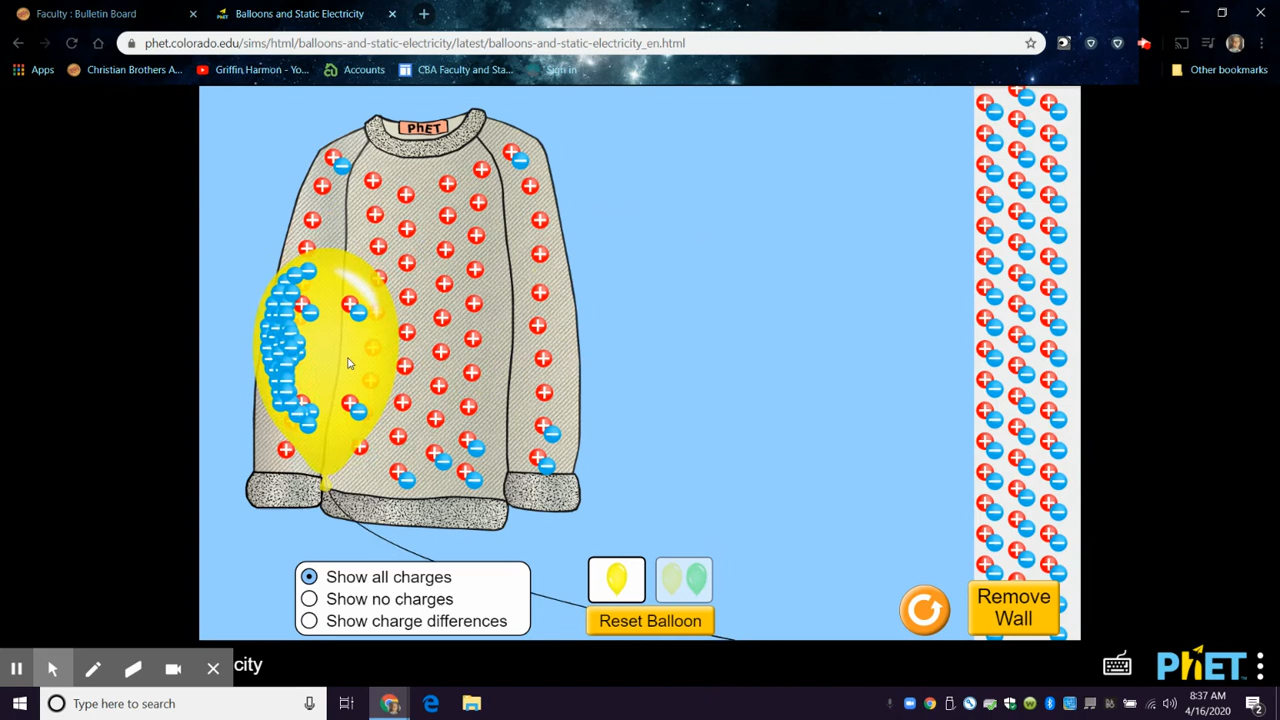 Faculty : Bulletin Board
Balloons and Static Electricity
phet.colorado.edu/sims/html/balloons-and-static-electricity/latest/balloons-and-static-electricity_en.html
Apps
Christian Brothers A...
Griffin Harmon - Yo...
Accounts
CBA Faculty and Sta...
Sign in
Other bookmarks
PhET
Show all charges
Show no charges
Show charge differences
Reset Balloon
Remove
Wall
city
PhET
Type here to search
8:37 AM
4/16/2020
2